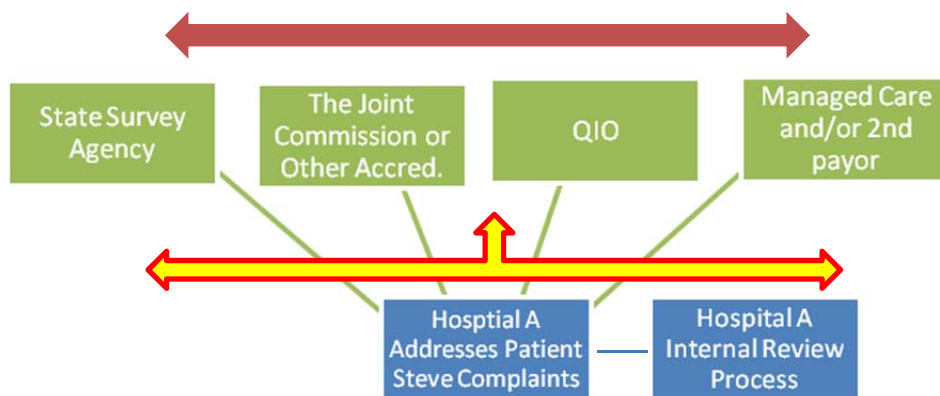 State Survey
Agency
The Joint
Commission or
Other Accred.
QIO
Managed Care
and/or 2nd
payor
Hosptial A
Addresses Patient
Steve Complaints
Hospital A
Internal Review
Process